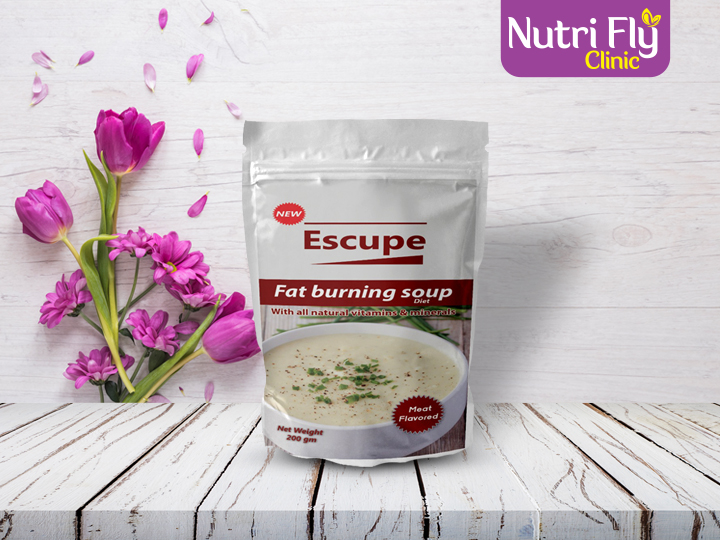 Nutri Fly
Clinic
NEW
Escupe
Fat burning soup
Diet
With all natural vitamins & minerals
Meat
Flavored
Net Weight
200 gm